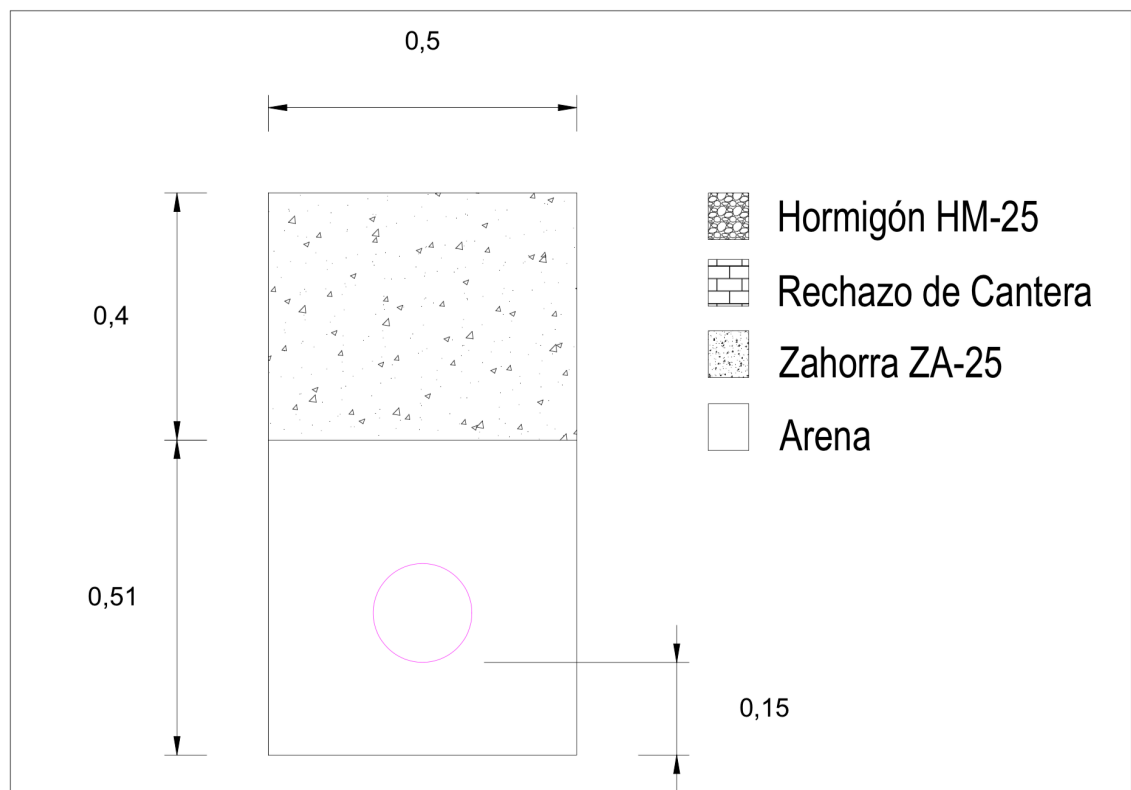 0,5
0,4
0,51
0,15
Hormigón HM-25
Rechazo de Cantera
Zahorra ZA-25
Arena